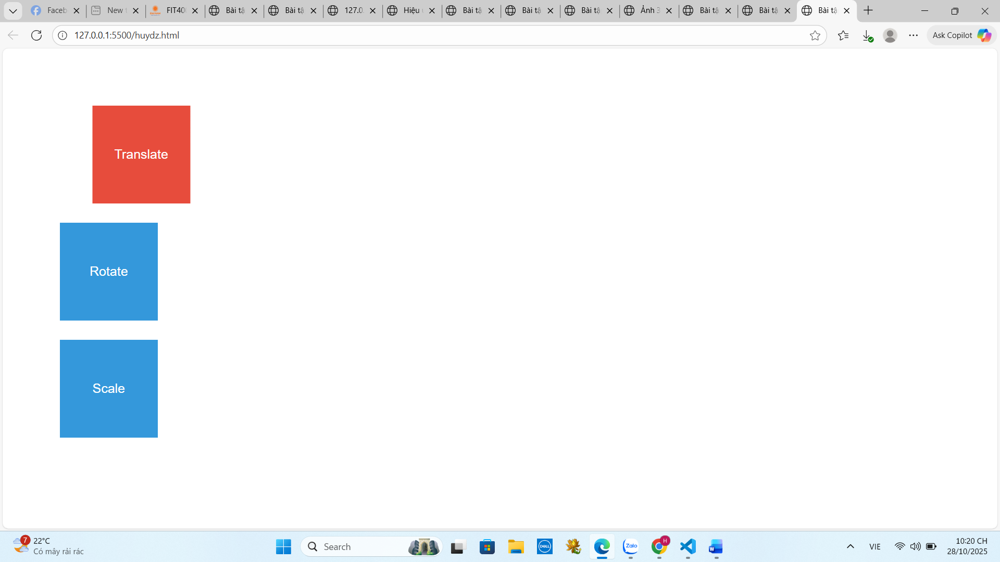 Faceb
New t
FIT40
Bài tậ
Bài tậ
127.0.
Hiệu
Bài tậ
Bài tậ
Bài tậ
Ảnh 3
Bài tậ
Bài tậ
Bài tậ
127.0.0.1:5500/huydz.html
Ask Copilot
Translate
Rotate
Scale
7
22°C
Có mây rải rác
Search
DELL
Zalo
H
W
VIE
10:20 CH
28/10/2025